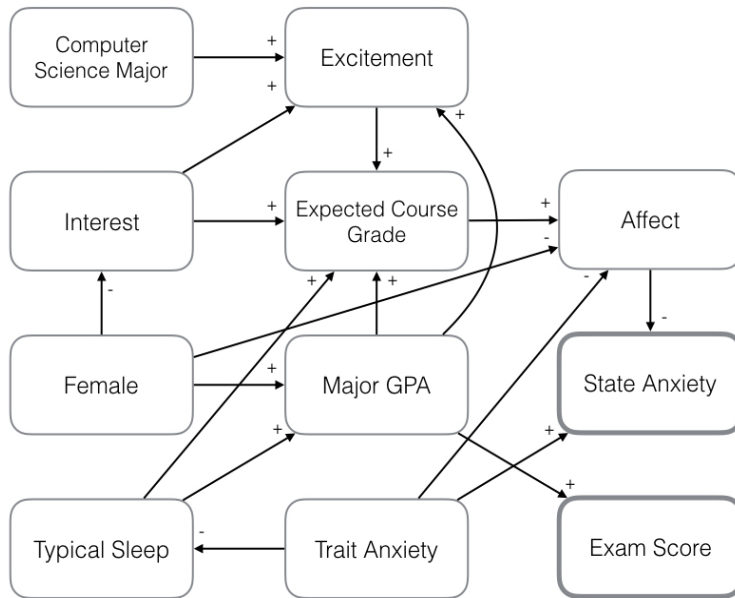 Computer
Science Major
+
Excitement
+
+
+
Interest
+
Expected Course
Grade
+
Affect
-
+
+
-
-
-
Female
+
Major GPA
State Anxiety
+
+
+
Typical Sleep
-
Trait Anxiety
Exam Score